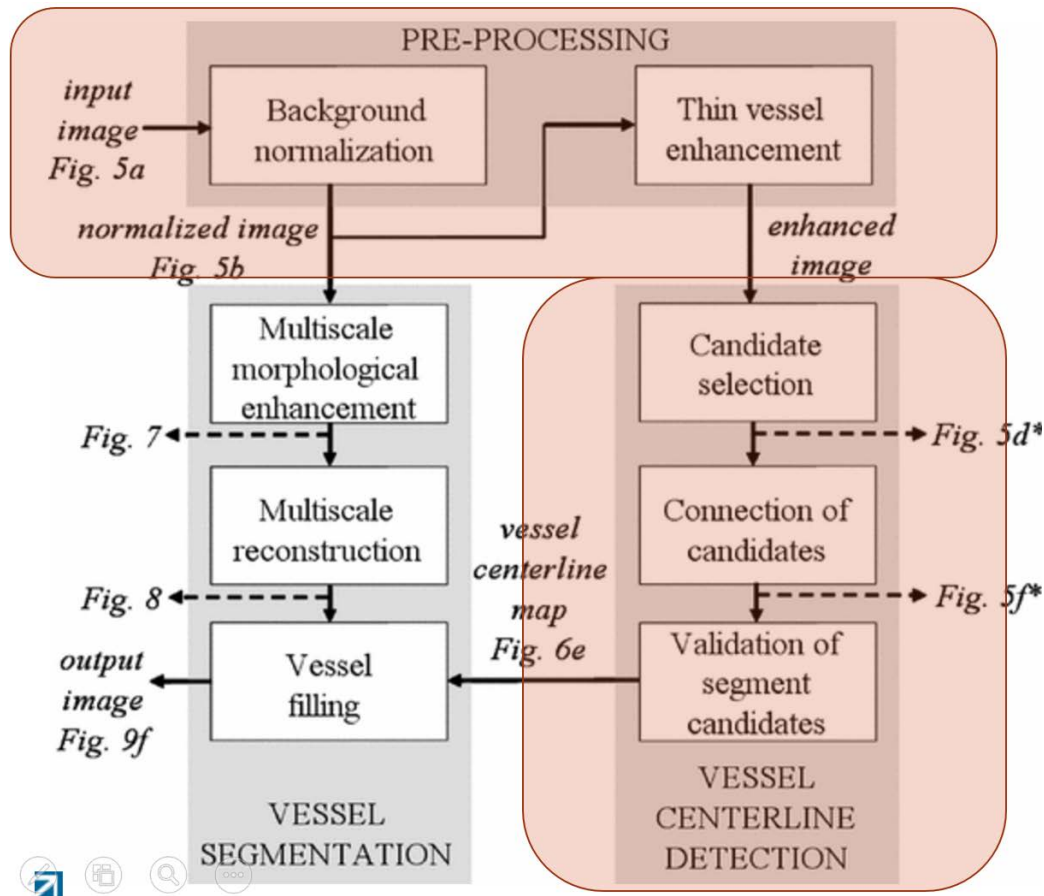 PRE-PROCESSING
input
image
Fig. 5a
Background
normalization
Thin vessel
enhancement
normalized image
Fig. 5b
enhanced
image
Multiscale
morphological
enhancement
Fig. 7
Multiscale
reconstruction
Fig. 8
Vessel
filling
output
image
Fig. 9f
VESSEL
SEGMENTATION
Candidate
selection
Fig. 5d*
Connection of
candidates
Fig. 5f*
Validation of
segment
candidates
vessel
centerline
map
Fig. 6e
VESSEL
CENTERLINE
DETECTION